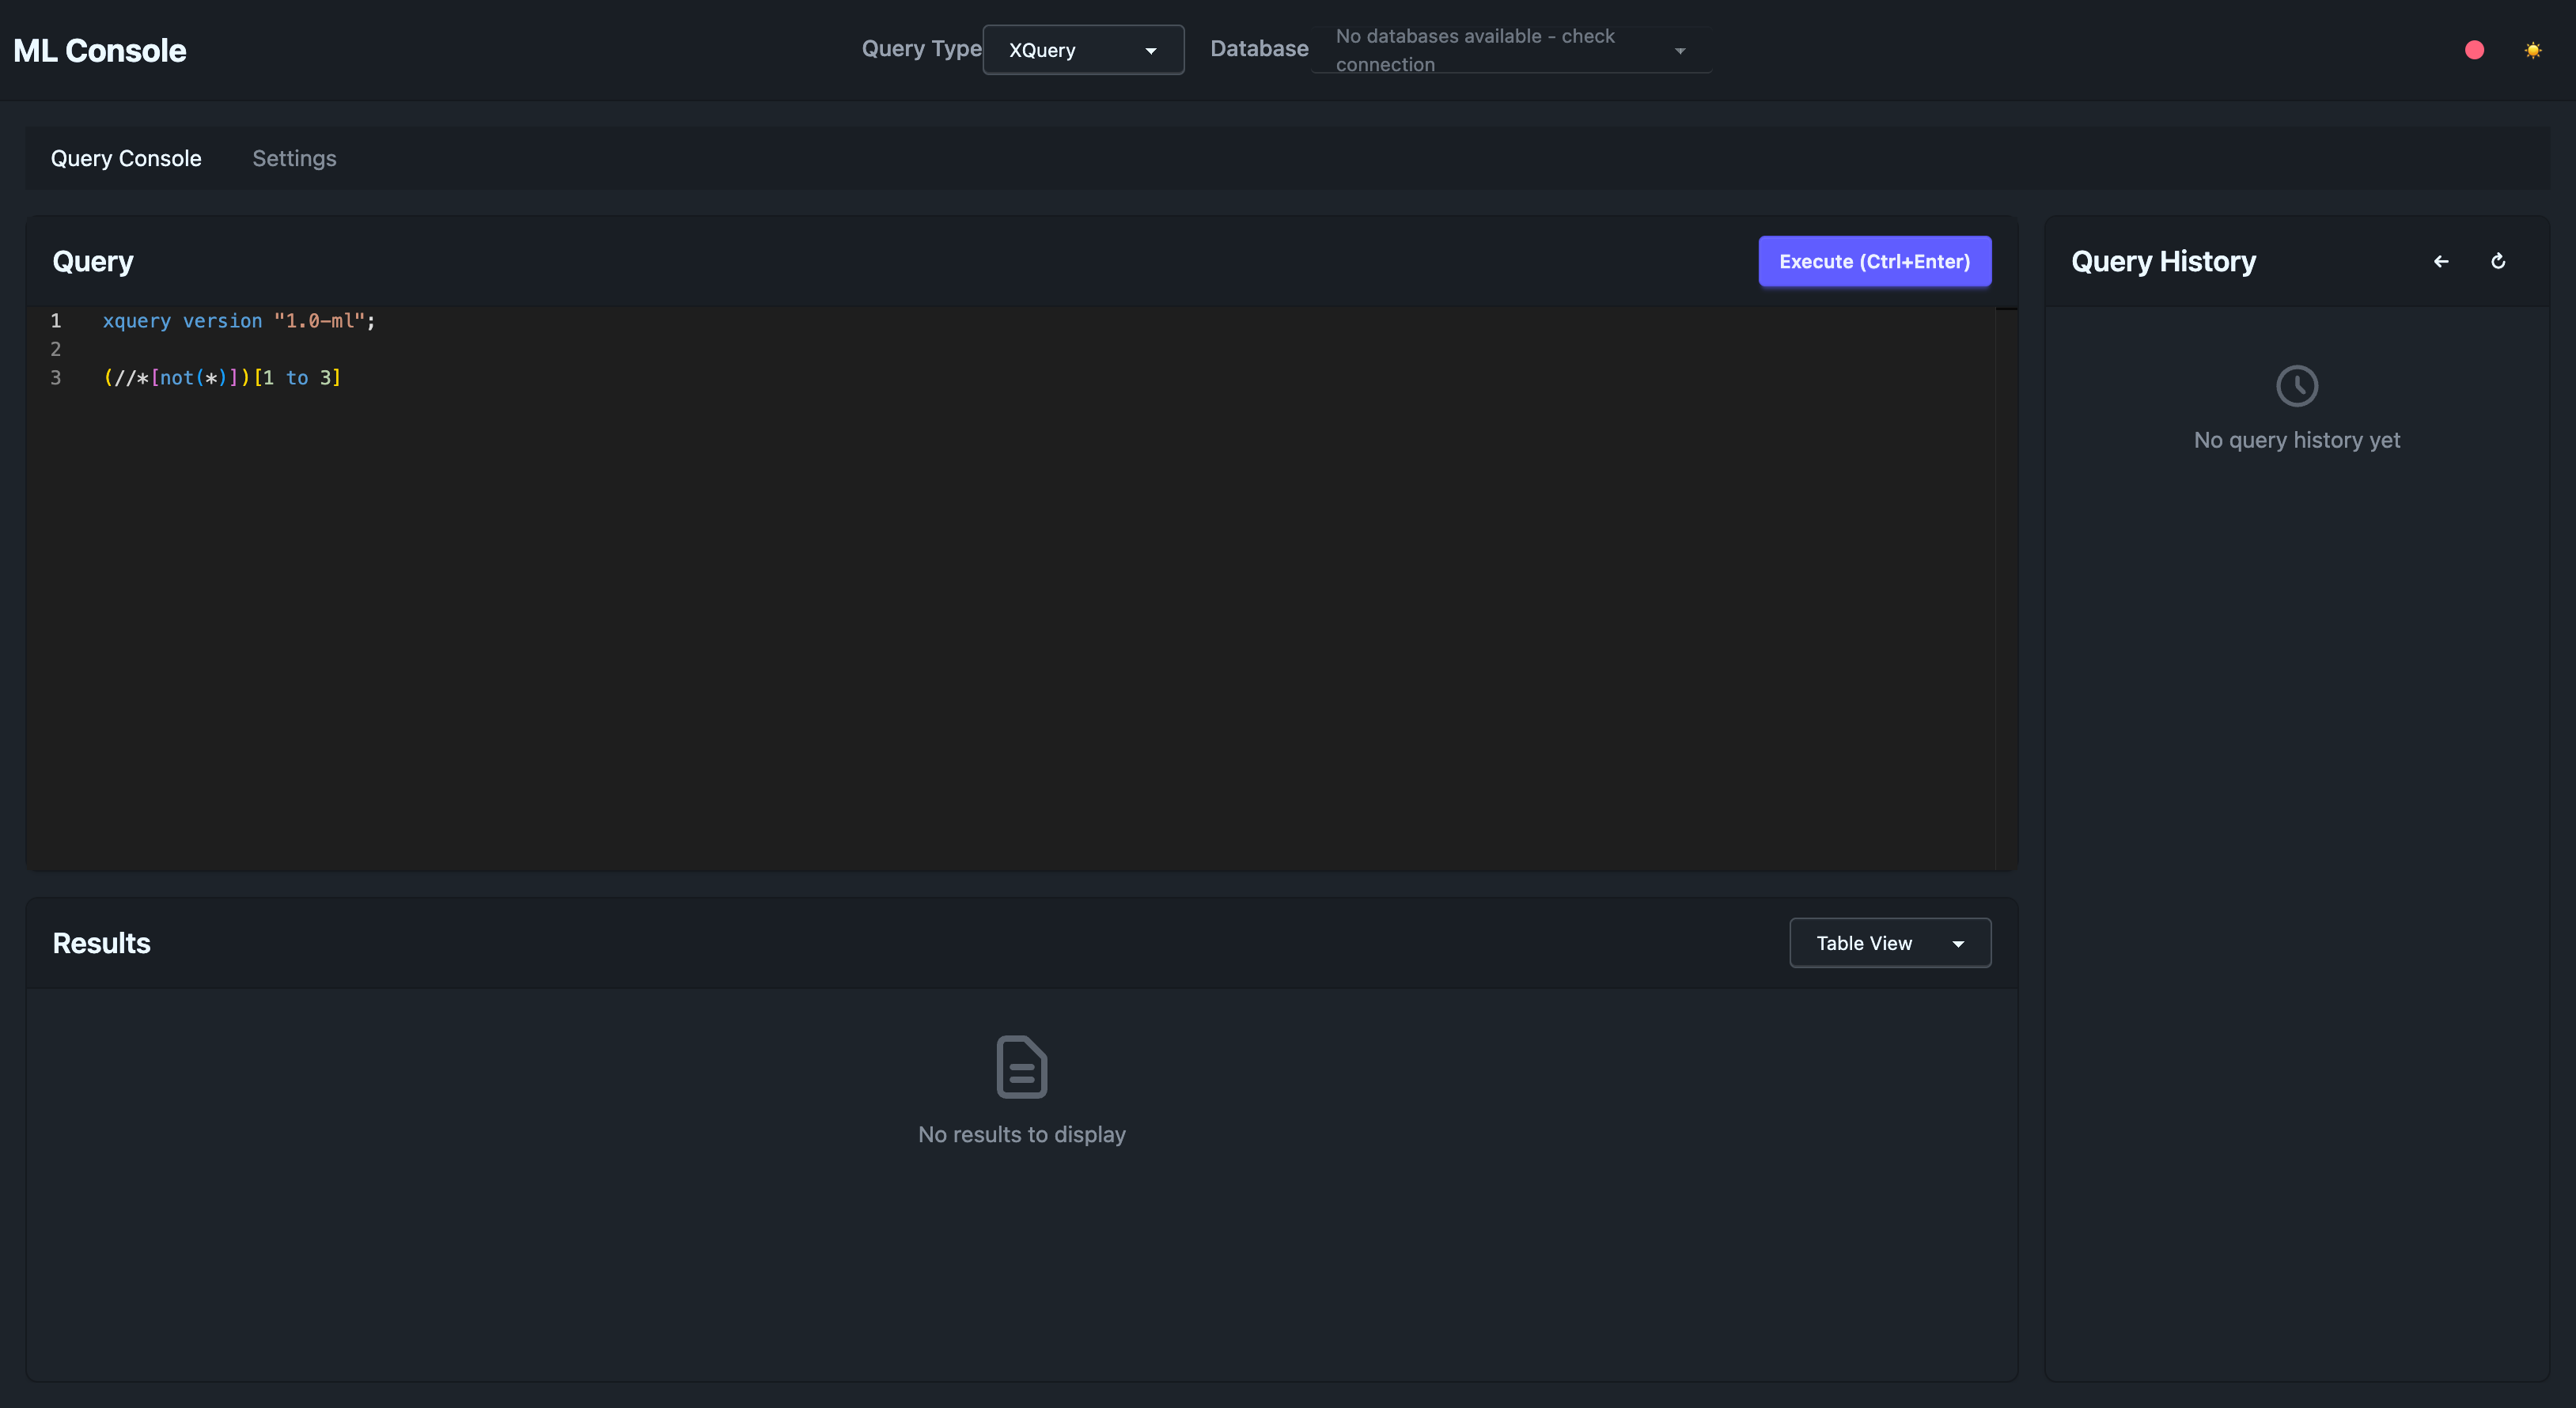 ML Console
Query Type
XQuery
Database
No databases available - check
connection
Query Console
Settings
Query
Execute (Ctrl+Enter)
1 xquery version "1.0-ml";
2
3 (//*[not(*)])[1 to 3]
Query History
No query history yet
Results
Table View
No results to display